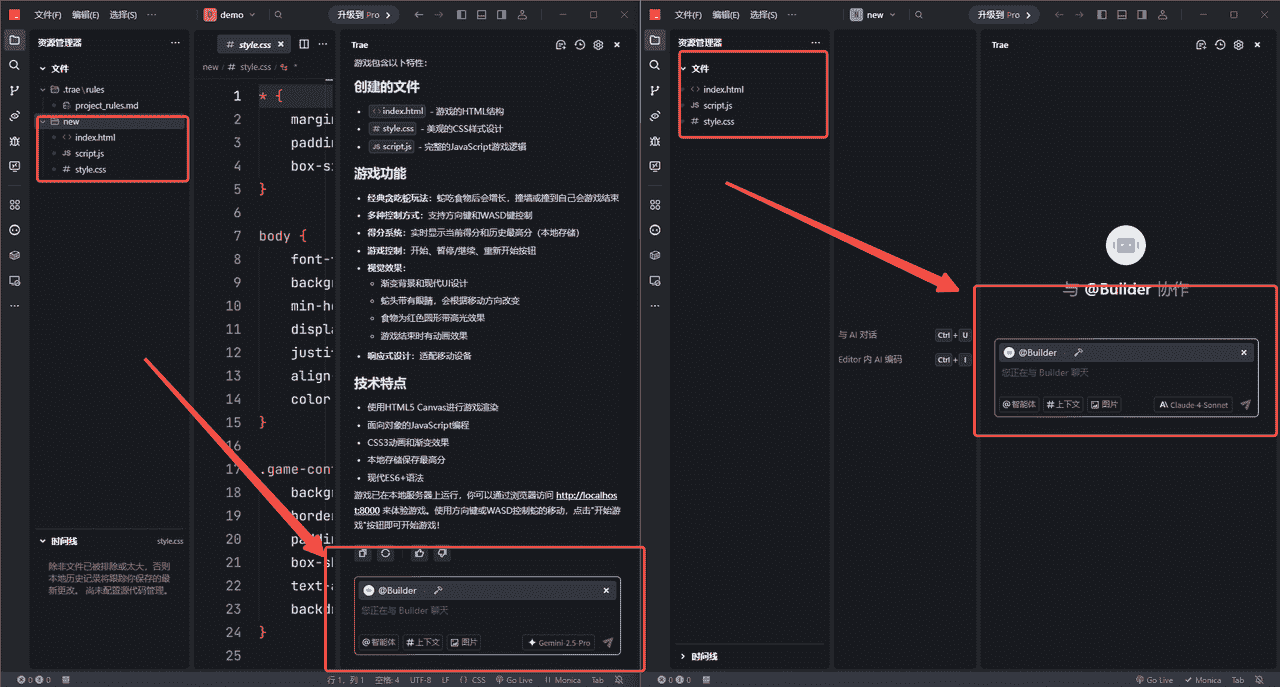 文件(F) 编辑(E) 选择(S) ··· demo 升级到 Pro
资源管理器 ···
文件
.trae\rules
project_rules.md
new
index.html
JS script.js
# style.css
时间线 style.css
除非文件已被排除或太大，否则
本地历史记录将跟踪你保存的最
新更改。 尚未配置源代码管理。
# style.css × ···
new / # style.css /
1 * {
2 margin
3 paddin
4 box-si
5 }
6
7 body {
8 font-
9 backgr
10 min-he
11 displa
12 justi
13 align-
14 color
15 }
16
17 .game-cont
18 backgr
19 border
20 paddin
21 box-sh
22 text-a
23 backdr
24 }
25
Trae
游戏包含以下特性:
创建的文件
• index.html - 游戏的HTML结构
• # style.css - 美观的CSS样式设计
• JS script.js - 完整的JavaScript游戏逻辑
游戏功能
• 经典贪吃蛇玩法: 蛇吃食物后会增长，撞墙或撞到自己会游戏结束
• 多种控制方式: 支持方向键和WASD键控制
• 得分系统: 实时显示当前得分和历史最高分（本地存储）
• 游戏控制: 开始、暂停/继续、重新开始按钮
• 视觉效果:
◦ 渐变背景和现代UI设计
◦ 蛇头带有眼睛，会根据移动方向改变
◦ 食物为红色圆形带高光效果
◦ 游戏结束时有动画效果
• 响应式设计: 适配移动设备
技术特点
• 使用HTML5 Canvas进行游戏渲染
• 面向对象的JavaScript编程
• CSS3动画和渐变效果
• 本地存储保存最高分
• 现代ES6+语法
游戏已在本地服务器上运行，你可以通过浏览器访问 http://localhos
t:8000 来体验游戏。使用方向键或WASD控制蛇的移动，点击"开始游
戏"按钮即可开始游戏!
@Builder ×
您正在与 Builder 聊天
@智能体 #上下文 图片 Gemini-2.5-Pro
0 0 行 1，列 1 空格: 4 UTF-8 LF {} CSS Go Live Monica Tab
文件(F) 编辑(E) 选择(S) ··· new 升级到 Pro
资源管理器 ···
文件
index.html
JS script.js
# style.css
时间线
与 AI 对话 Ctrl + U
Editor 内 AI 编码 Ctrl + I
Trae
与 @Builder 协作
@Builder ×
您正在与 Builder 聊天
@智能体 #上下文 图片 A\ Claude-4-Sonnet
0 0 Go Live Monica Tab